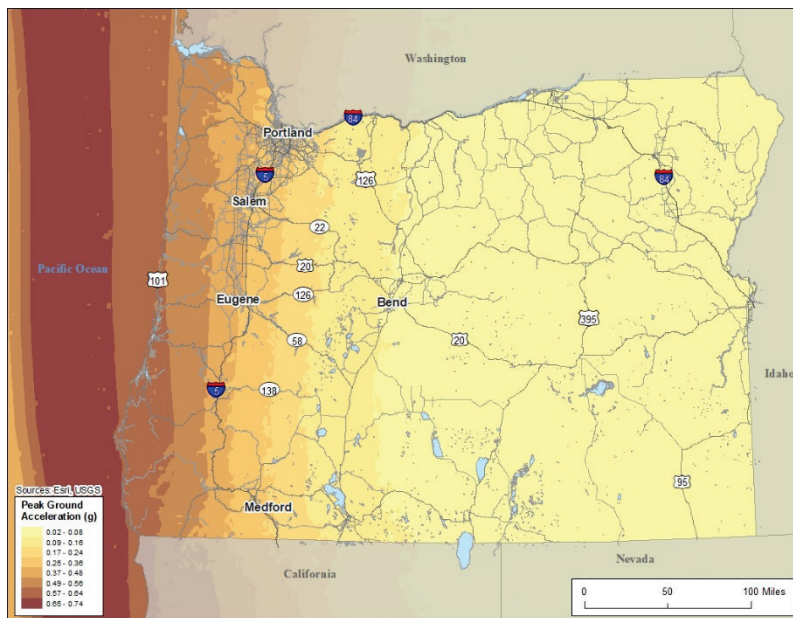 Washington
84
Portland
126
84
5
Salem
22
Pacific Ocean
20
101
Eugene
126
Bend
395
58
20
5
138
Idaho
Sources: Esri, USGS
Peak Ground
Acceleration (g)
0.02 - 0.08
0.09 - 0.16
0.17 - 0.24
0.25 - 0.36
0.37 - 0.48
0.49 - 0.56
0.57 - 0.64
0.65 - 0.74
95
Medford
California
Nevada
0 50 100 Miles